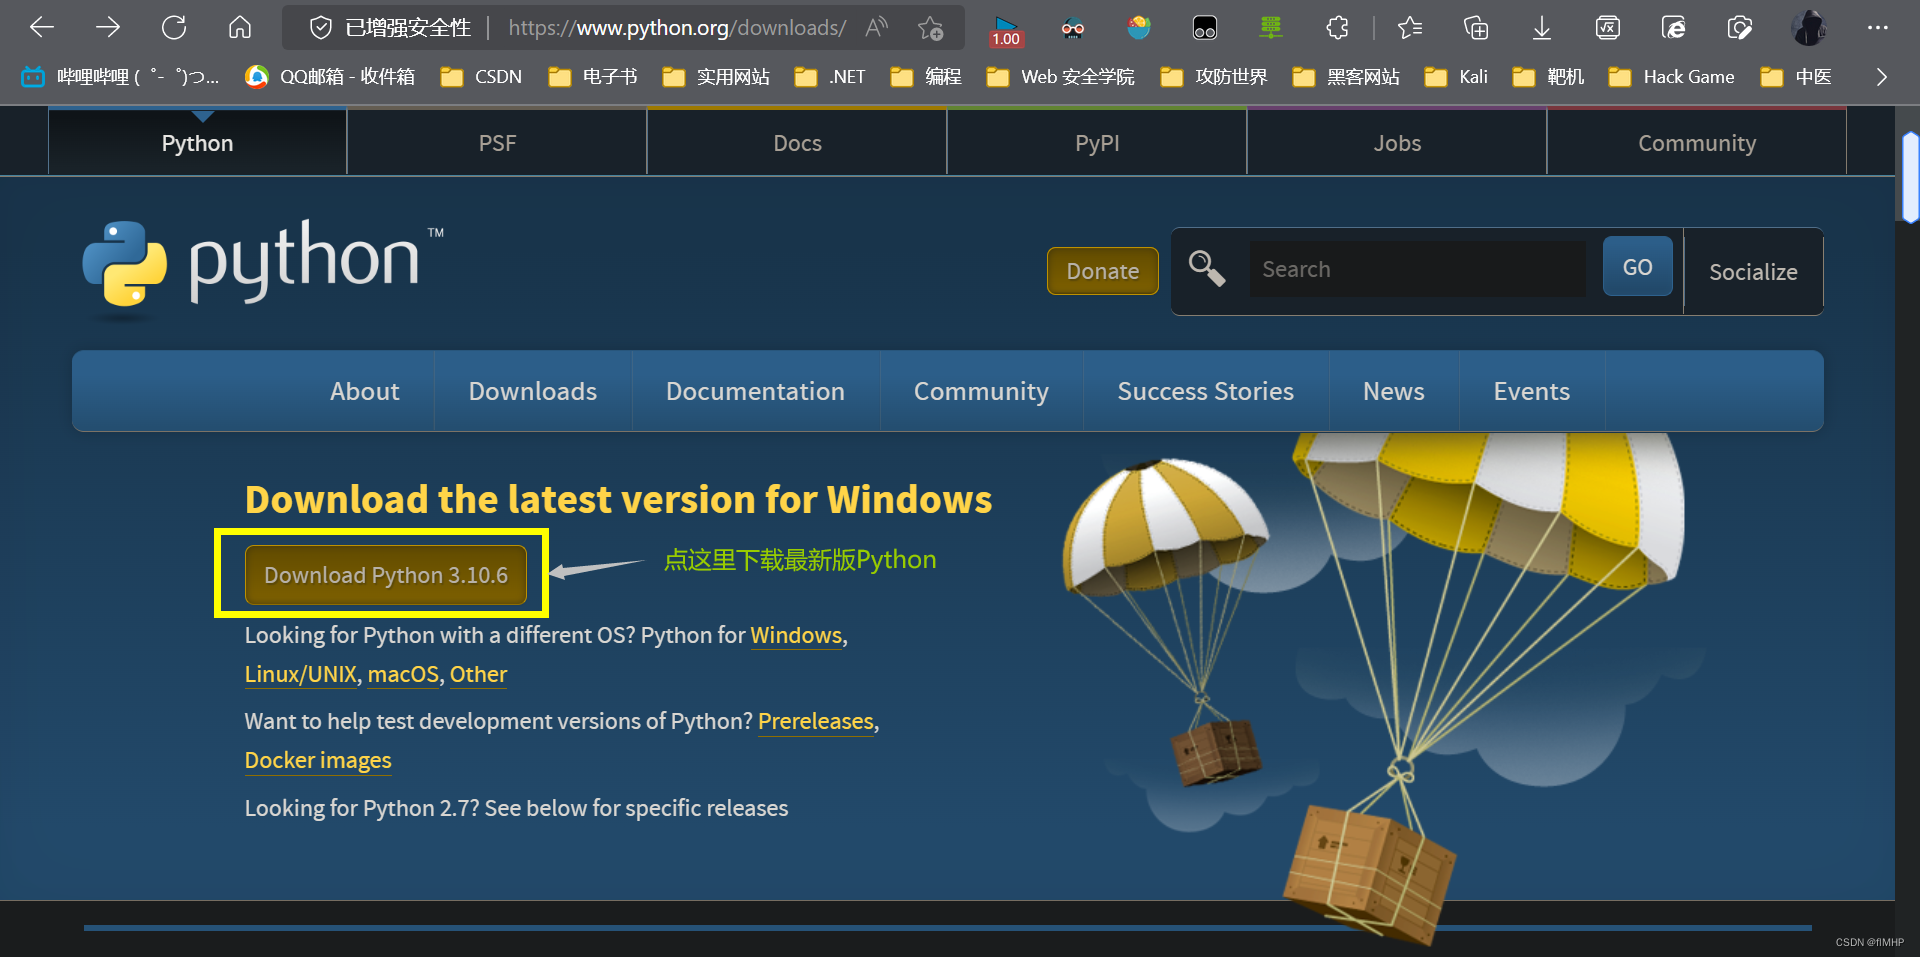 已增强安全性 https://www.python.org/downloads/
1.00
哔哩哔哩 (゜-゜)つ... QQ邮箱 - 收件箱 CSDN 电子书 实用网站 .NET 编程 Web 安全学院 攻防世界 黑客网站 Kali 靶机 Hack Game 中医
Python PSF Docs PyPI Jobs Community
python TM
Donate Search GO Socialize
About Downloads Documentation Community Success Stories News Events
Download the latest version for Windows
Download Python 3.10.6 点这里下载最新版Python
Looking for Python with a different OS? Python for Windows,
Linux/UNIX, macOS, Other
Want to help test development versions of Python? Prereleases,
Docker images
Looking for Python 2.7? See below for specific releases
CSDN @flMHP